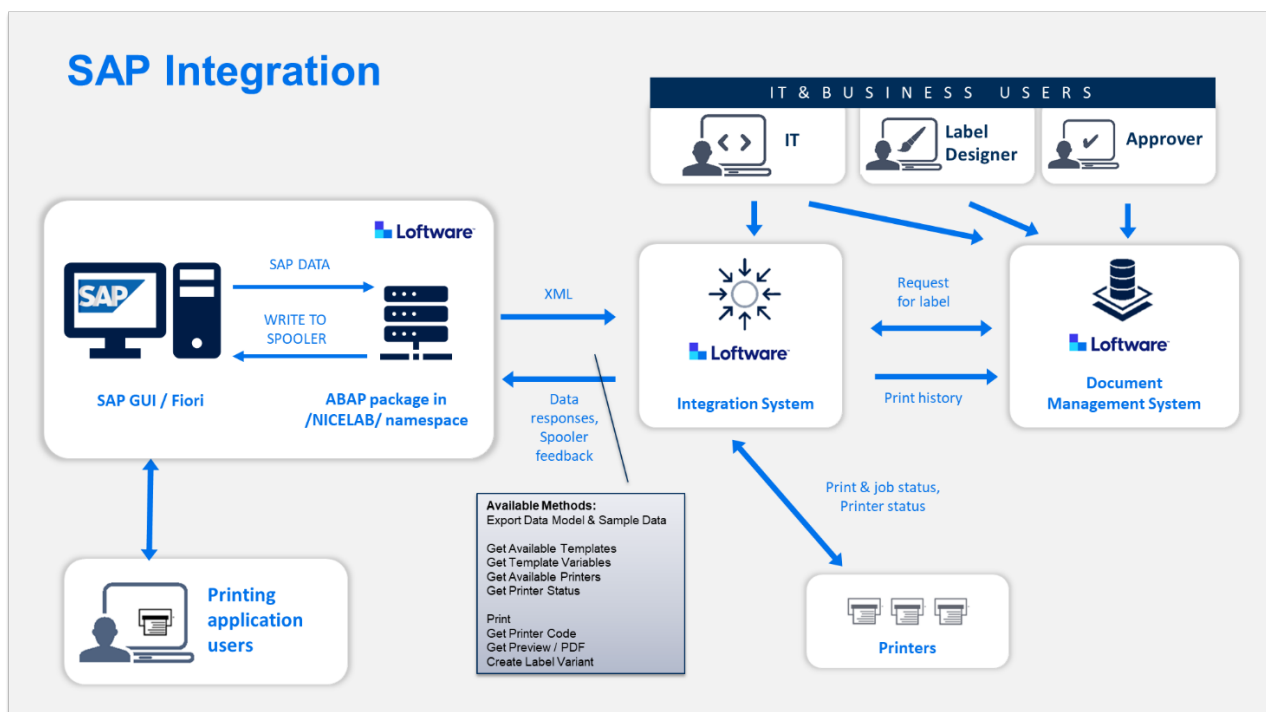 SAP Integration
IT & BUSINESS USERS
IT
Label
Designer
Approver
Loftware
SAP
SAP DATA
WRITE TO
SPOOLER
SAP GUI / Fiori
ABAP package in
/NICELAB/ namespace
XML
Data
responses,
Spooler
feedback
Loftware
Integration System
Request
for label
Print history
Loftware
Document
Management System
Print & job status,
Printer status
Available Methods:
Export Data Model & Sample Data
Get Available Templates
Get Template Variables
Get Available Printers
Get Printer Status
Print
Get Printer Code
Get Preview / PDF
Create Label Variant
Printing
application
users
Printers